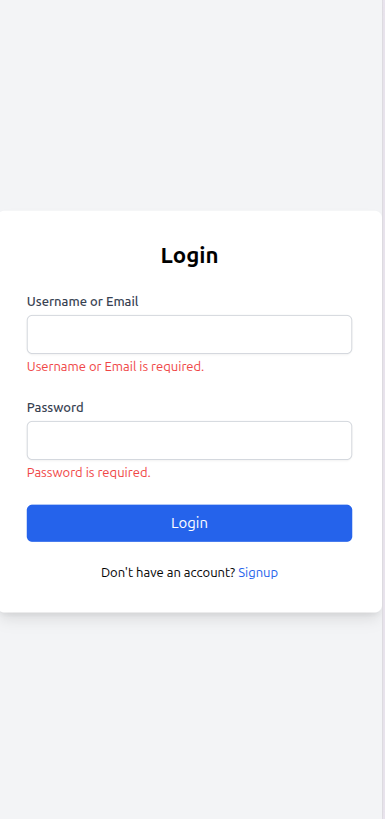 Login
Username or Email
Username or Email is required.
Password
Password is required.
Login
Don't have an account? Signup